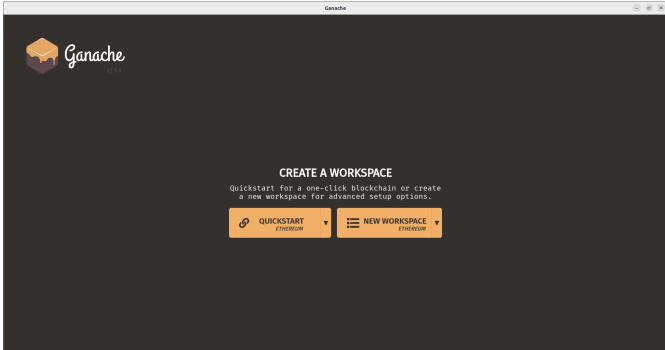 Ganache
Ganache
CREATE A WORKSPACE
Quickstart for a one-click blockchain or create
a new workspace for advanced setup options.
QUICKSTART
ETHEREUM
NEW WORKSPACE
ETHEREUM